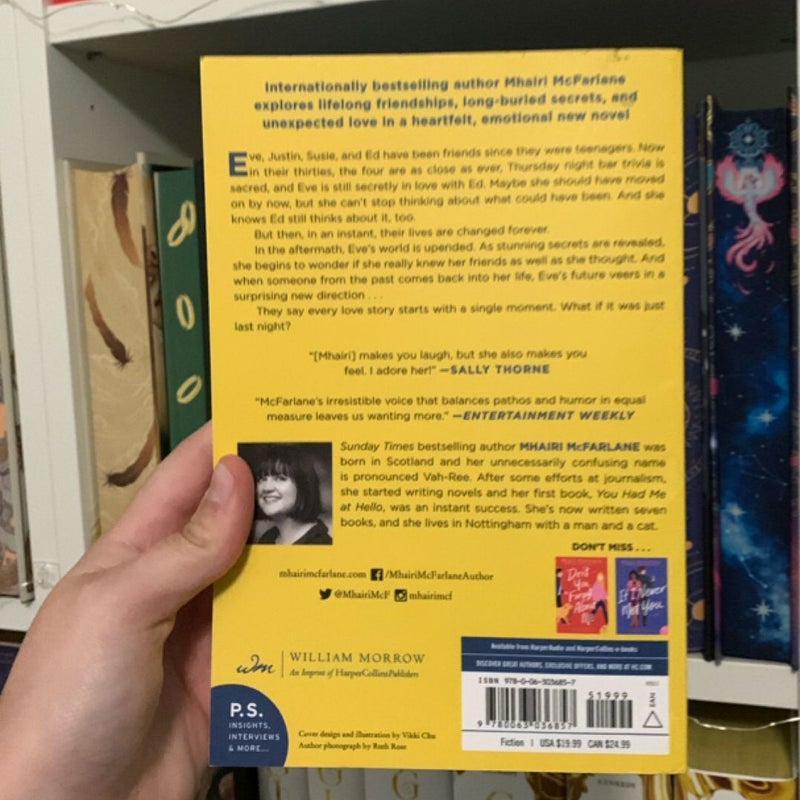 Internationally bestselling author Mhairi McFarlane
explores lifelong friendships, long-buried secrets, and
unexpected love in a heartfelt, emotional new novel
Eve, Justin, Susie, and Ed have been friends since they were teenagers. Now
in their thirties, the four are as close as ever, Thursday night bar trivia is
sacred, and Eve is still secretly in love with Ed. Maybe she should have moved
on by now, but she can't stop thinking about what could have been. And she
knows Ed still thinks about it, too.
But then, in an instant, their lives are changed forever.
In the aftermath, Eve's world is upended. As stunning secrets are revealed,
she begins to wonder if she really knew her friends as well as she thought. And
when someone from the past comes back into her life, Eve's future veers in a
surprising new direction . . .
They say every love story starts with a single moment. What if it was just
last night?
"[Mhairi] makes you laugh, but she also makes you
feel. I adore her!" —SALLY THORNE
"McFarlane's irresistible voice that balances pathos and humor in equal
measure leaves us wanting more." —ENTERTAINMENT WEEKLY
Sunday Times bestselling author MHAIRI McFARLANE was
born in Scotland and her unnecessarily confusing name
is pronounced Vah-Ree. After some efforts at journalism,
she started writing novels and her first book, You Had Me
at Hello, was an instant success. She's now written seven
books, and she lives in Nottingham with a man and a cat.
DON'T MISS . . .
Don't
You
Forget
About
Me
If I Never
Met You
mhairimcfarlane.com f/MhairiMcFarlaneAuthor
@MhairiMcF mhairimcf
wm WILLIAM MORROW
An Imprint of HarperCollinsPublishers
Available from HarperAudio and HarperCollins e-books
DISCOVER GREAT AUTHORS, EXCLUSIVE OFFERS, AND MORE AT HC.COM
ISBN 978-0-06-303685-7
51999
EAN
9 780063 036857
Fiction | USA $19.99 CAN $24.99
P.S.
INSIGHTS,
INTERVIEWS
& MORE...
Cover design and illustration by Vikki Chu
Author photograph by Ruth Rose